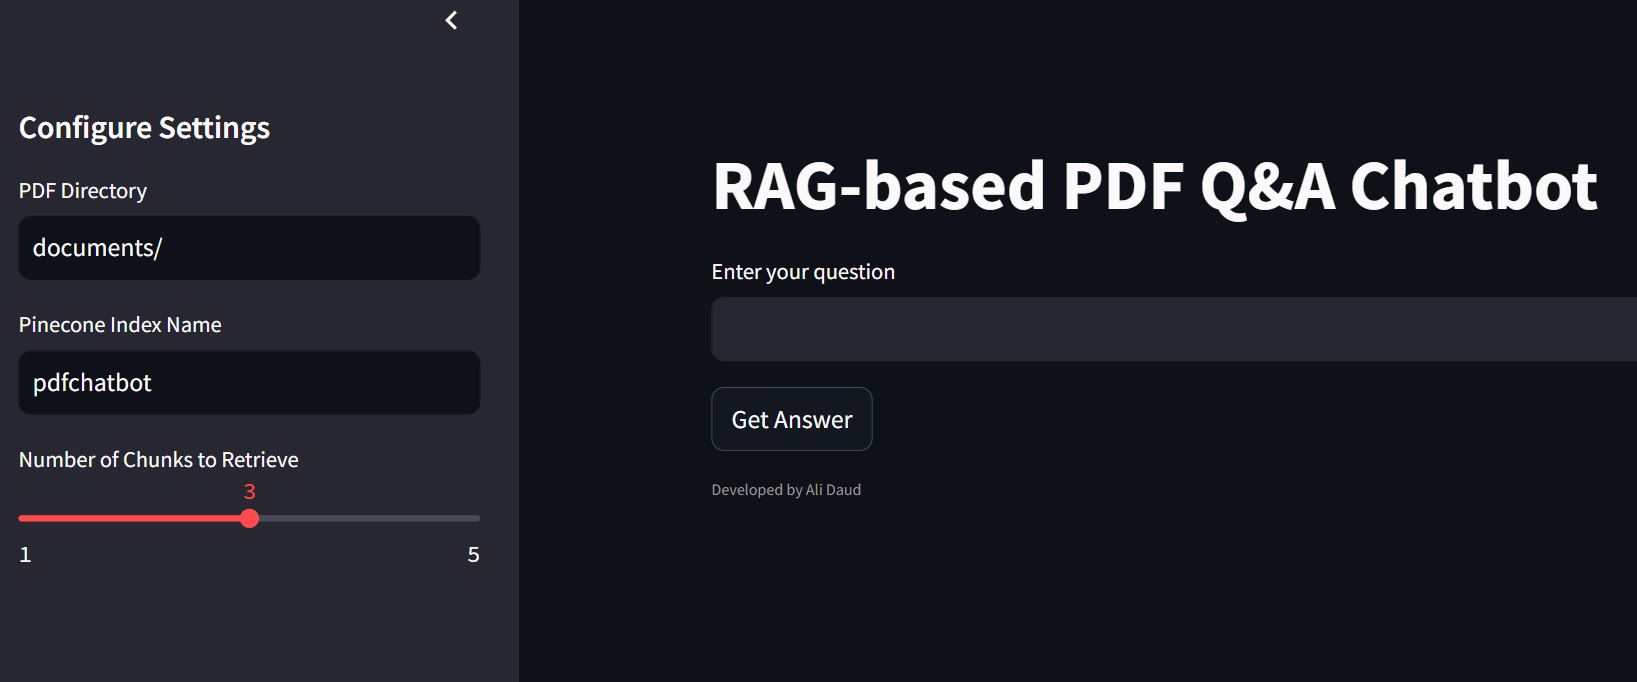 Configure Settings
PDF Directory
documents/
Pinecone Index Name
pdfchatbot
Number of Chunks to Retrieve
3
1 5
RAG-based PDF Q&A Chatbot
Enter your question
Get Answer
Developed by Ali Daud